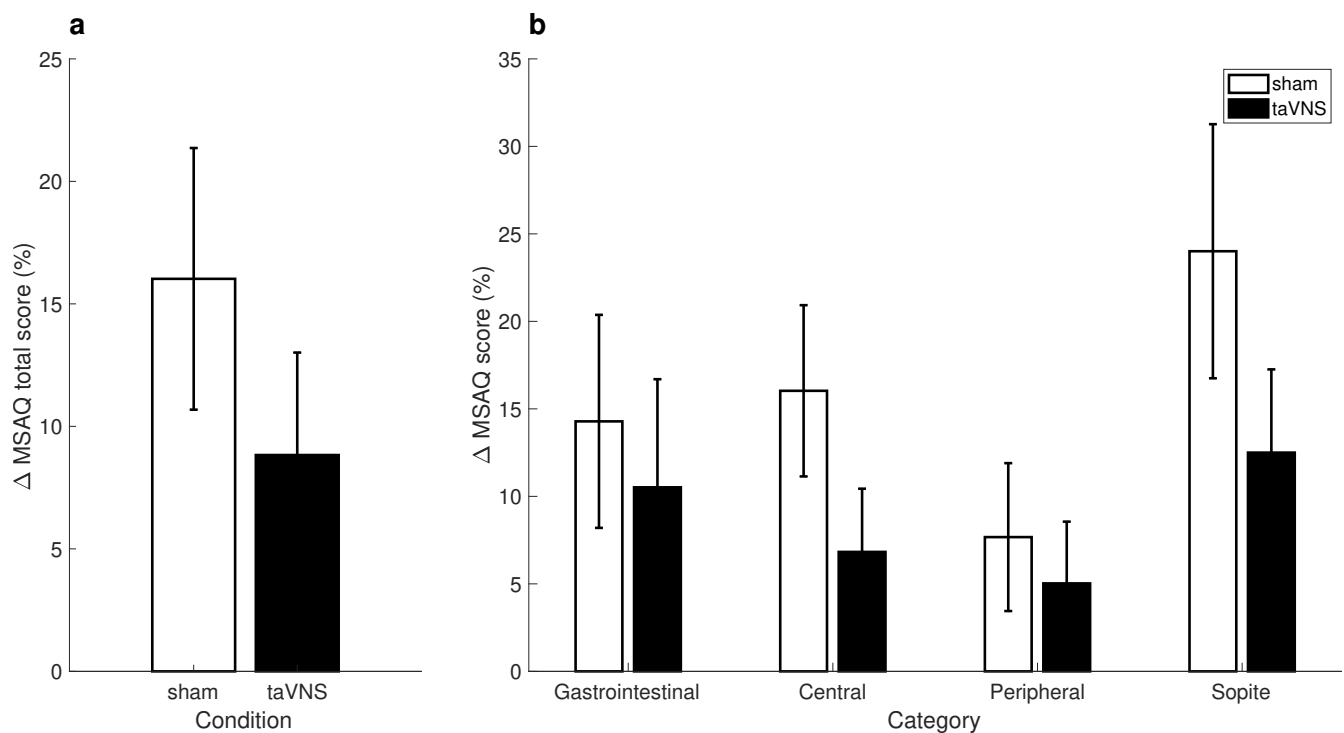 a
25
20
15
10
5
0
Δ MSAQ total score (%)
sham
taVNS
Condition
b
35
30
25
20
15
10
5
0
Δ MSAQ score (%)
sham
taVNS
Gastrointestinal
Central
Peripheral
Sopite
Category